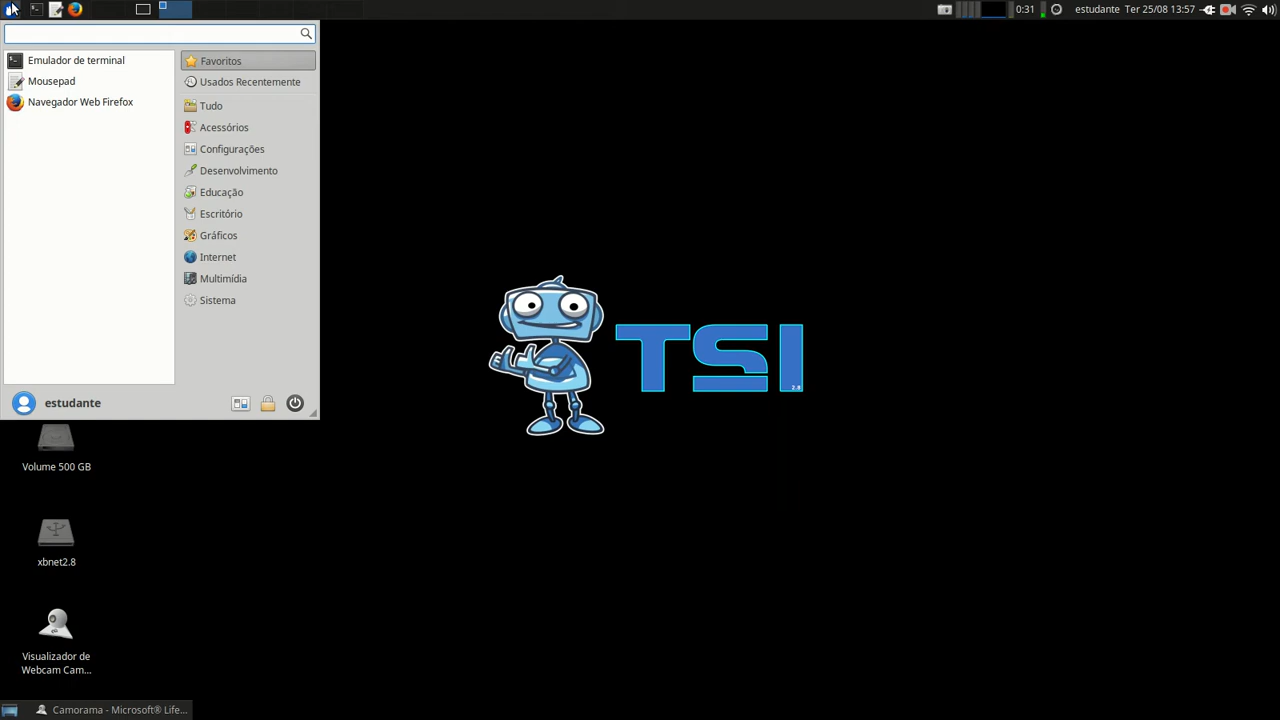 0:31 estudante Ter 25/08 13:57
Emulador de terminal
Mousepad
Navegador Web Firefox
Favoritos
Usados Recentemente
Tudo
Acessórios
Configurações
Desenvolvimento
Educação
Escritório
Gráficos
Internet
Multimídia
Sistema
estudante
TSI
2.8
Volume 500 GB
xbnet2.8
Visualizador de
Webcam Cam...
Camorama - Microsoft® Life...